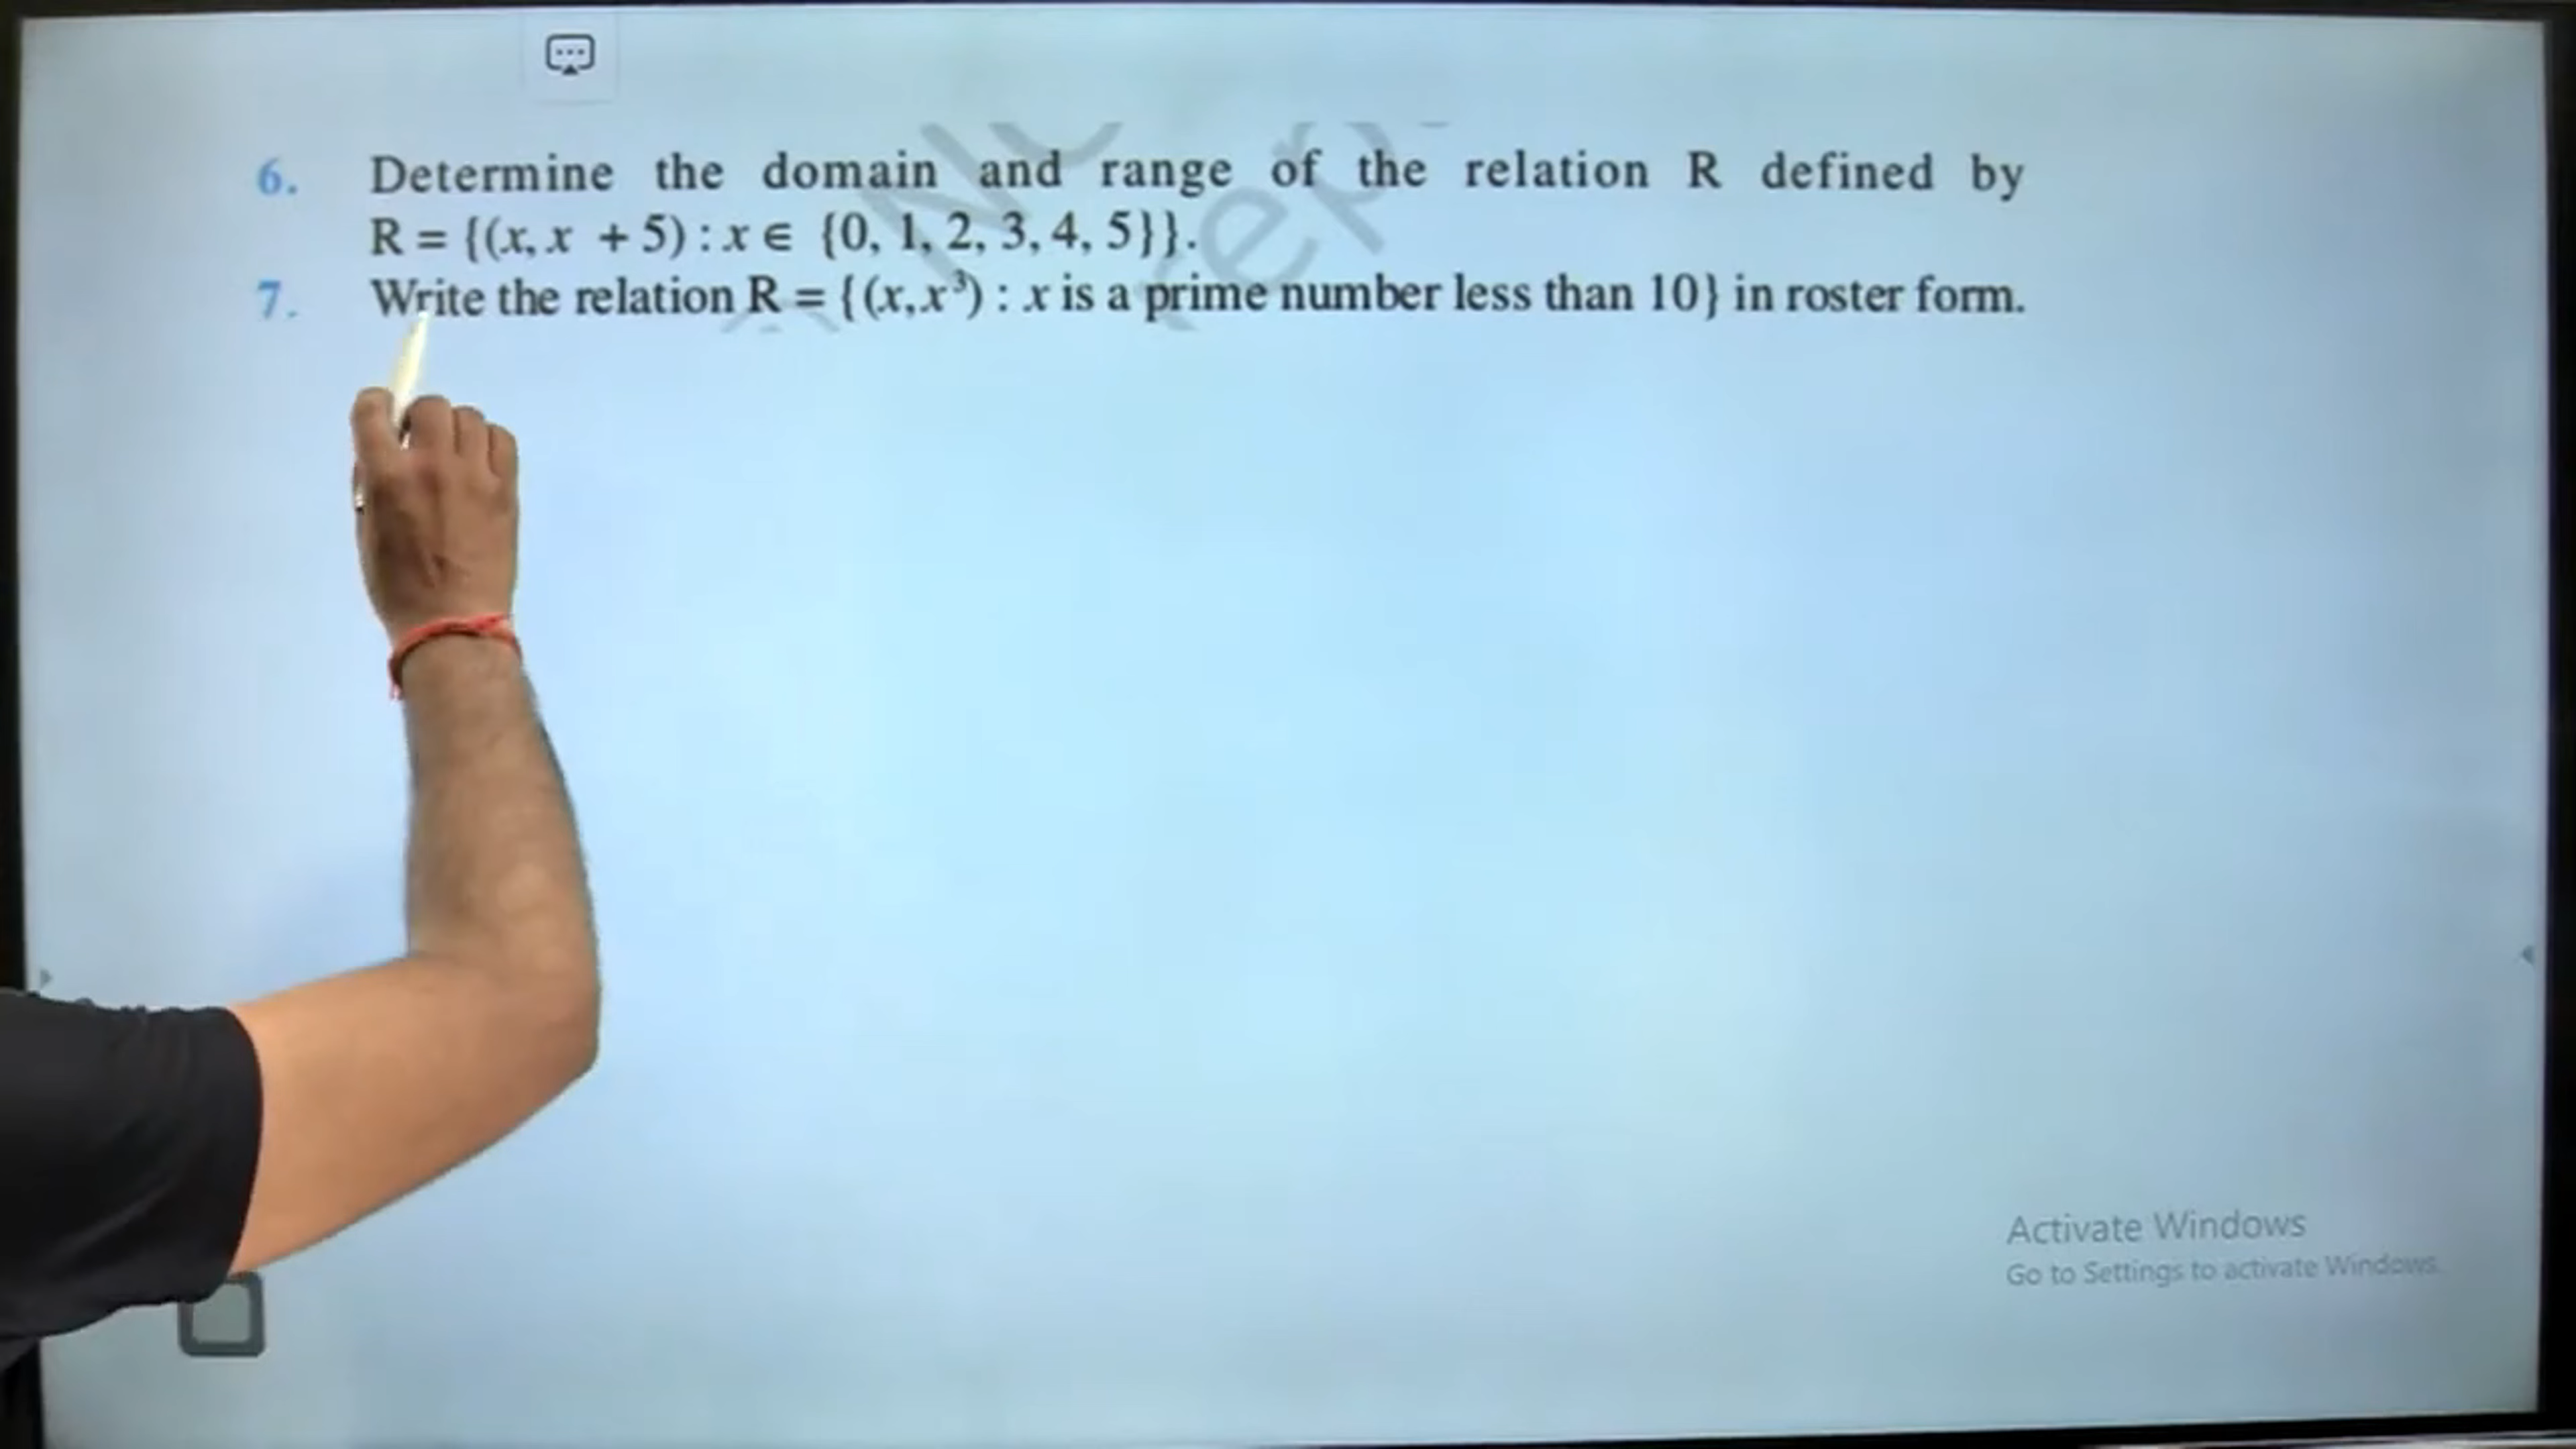 6. Determine the domain and range of the relation R defined by
R = {(x, x + 5) : x ∈ {0, 1, 2, 3, 4, 5}}.
7. Write the relation R = {(x, x³) : x is a prime number less than 10} in roster form.
Activate Windows
Go to Settings to activate Windows.